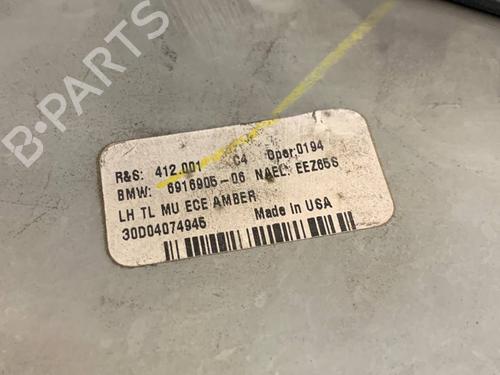 B-PARTS
R&S: 412.001 C4 Oper:0194
BMW: 6916905-06 NAEL: EEZ65S
LH TL MU ECE AMBER
30D04074945 Made in USA